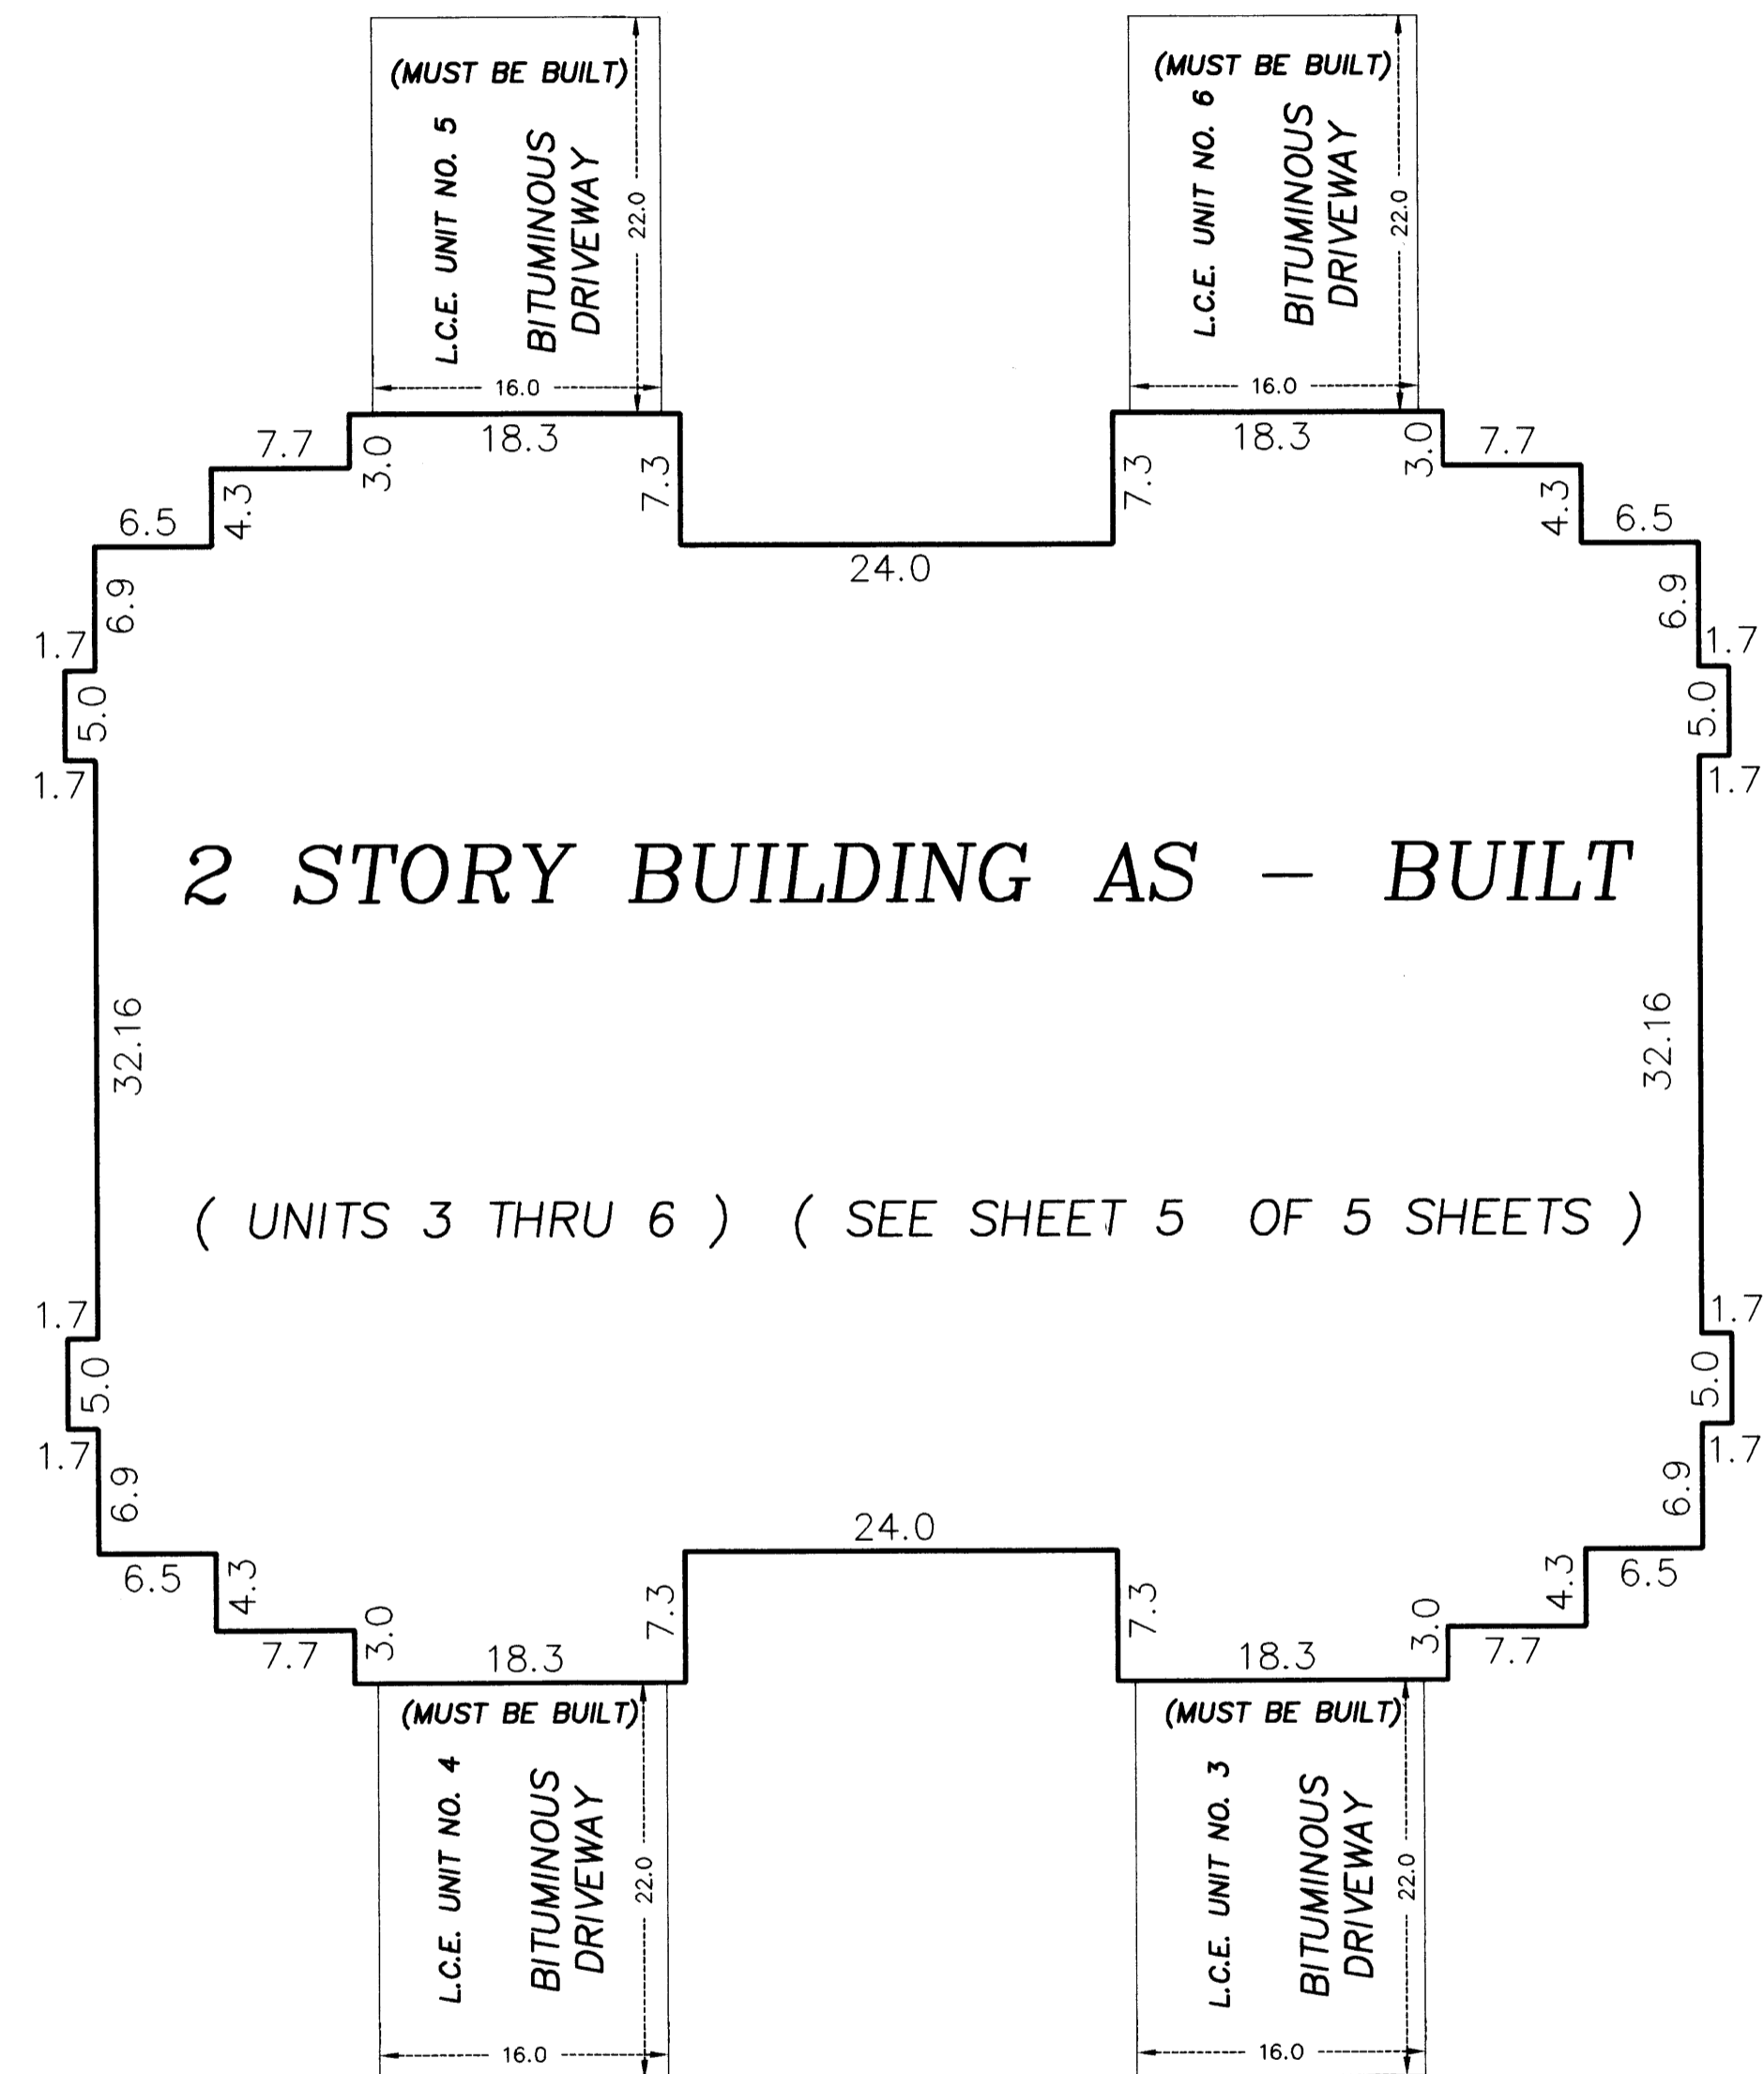 (MUST BE BUILT)
L.C.E. UNIT NO. 5
BITUMINOUS
DRIVEWAY
22.0
16.0
(MUST BE BUILT)
L.C.E. UNIT NO. 6
BITUMINOUS
DRIVEWAY
22.0
16.0
7.7
3.0
18.3
7.3
7.3
18.3
3.0
7.7
6.5
4.3
24.0
4.3
6.5
6.9
6.9
1.7
1.7
5.0
5.0
1.7
1.7
2 STORY BUILDING AS - BUILT
32.16
32.16
( UNITS 3 THRU 6 ) ( SEE SHEET 5 OF 5 SHEETS )
1.7
1.7
5.0
5.0
1.7
1.7
6.9
6.9
6.5
4.3
24.0
4.3
6.5
7.7
3.0
18.3
7.3
7.3
18.3
3.0
7.7
(MUST BE BUILT)
L.C.E. UNIT NO. 4
BITUMINOUS
DRIVEWAY
22.0
16.0
(MUST BE BUILT)
L.C.E. UNIT NO. 3
BITUMINOUS
DRIVEWAY
22.0
16.0